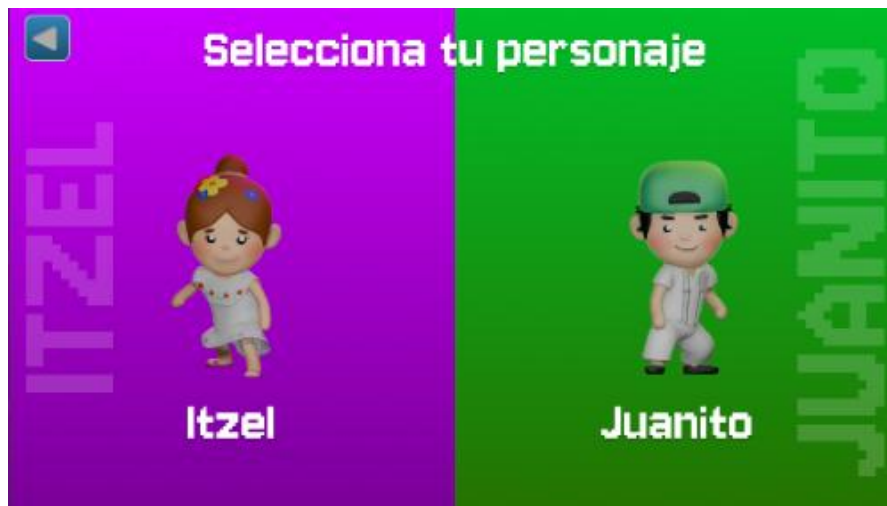 Selecciona tu personaje
ITZEL
JUANITO
Itzel
Juanito